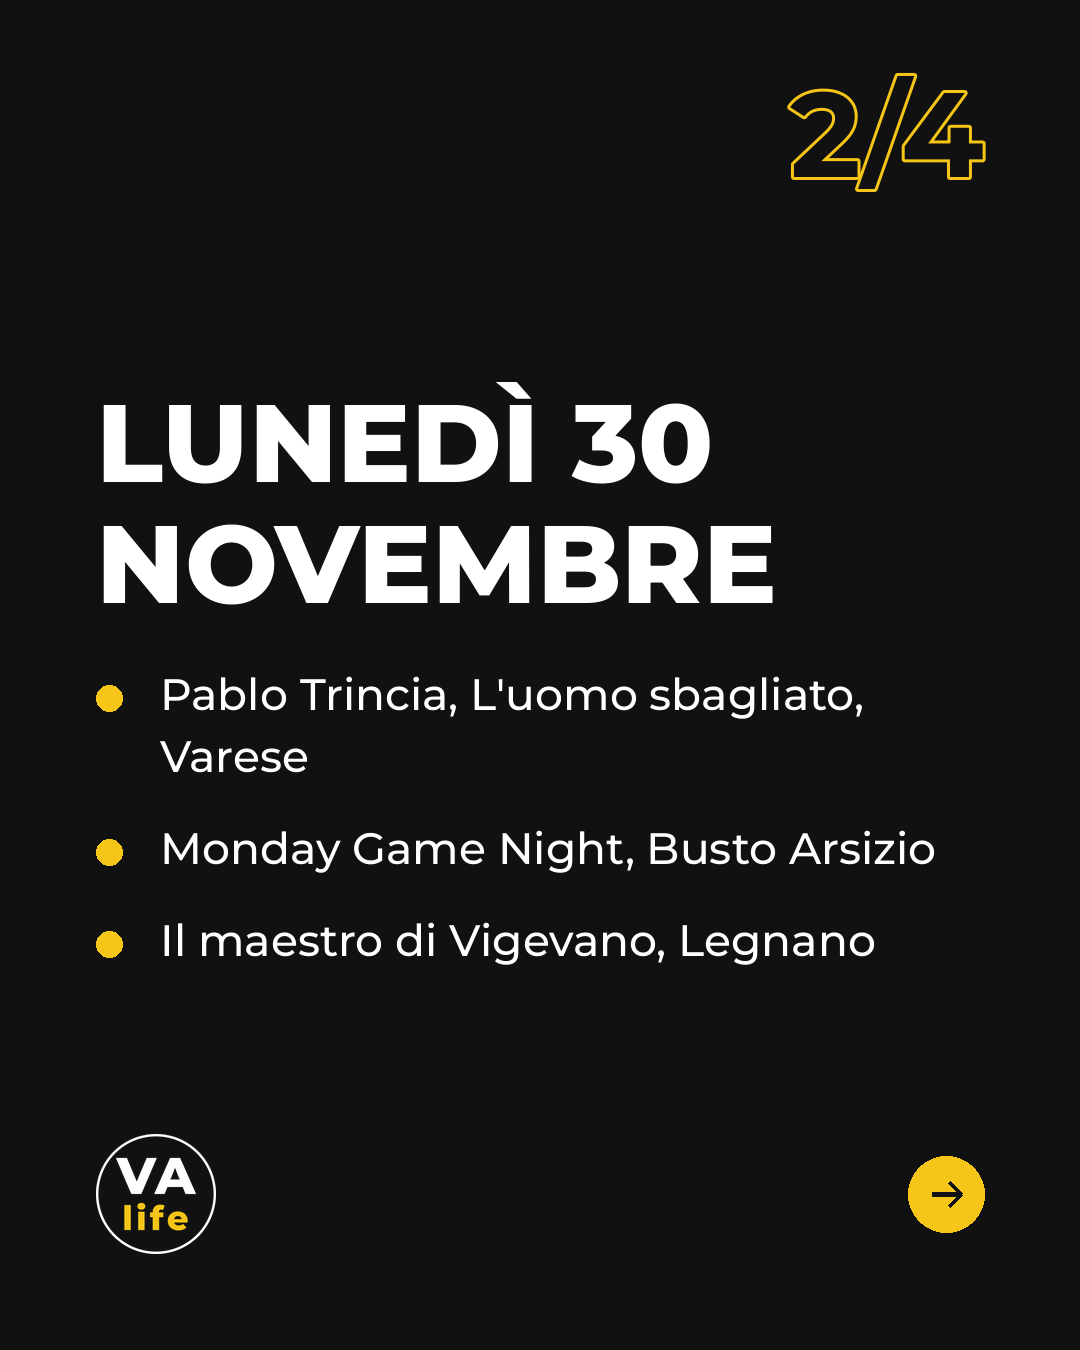 2/4
LUNEDÌ 30
NOVEMBRE
Pablo Trincia, L'uomo sbagliato,
Varese
Monday Game Night, Busto Arsizio
Il maestro di Vigevano, Legnano
VA
life